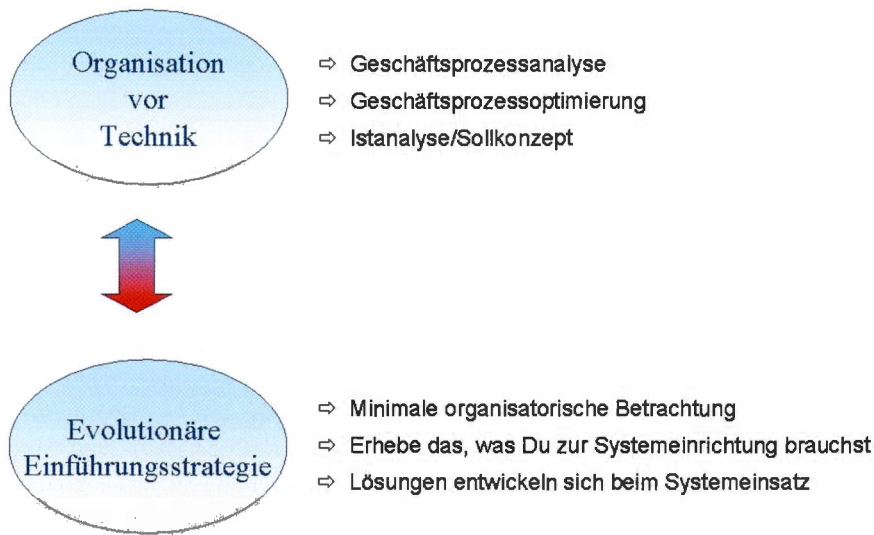 Organisation
vor
Technik
⇨ Geschäftsprozessanalyse
⇨ Geschäftsprozessoptimierung
⇨ Istanalyse/Sollkonzept
Evolutionäre
Einführungsstrategie
⇨ Minimale organisatorische Betrachtung
⇨ Erhebe das, was Du zur Systemeinrichtung brauchst
⇨ Lösungen entwickeln sich beim Systemeinsatz